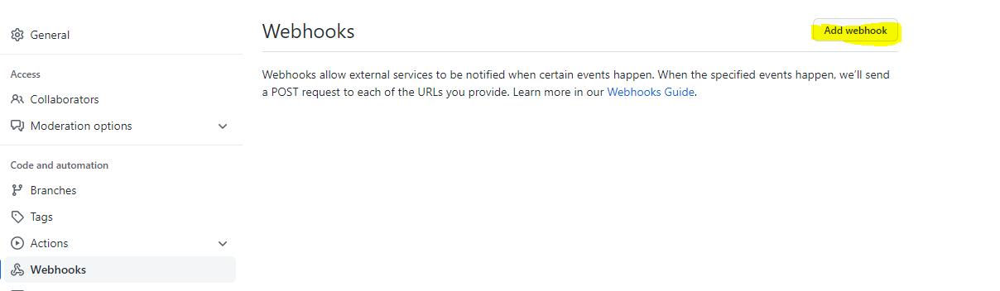 General
Access
Collaborators
Moderation options
Code and automation
Branches
Tags
Actions
Webhooks
Webhooks
Add webhook
Webhooks allow external services to be notified when certain events happen. When the specified events happen, we’ll send
a POST request to each of the URLs you provide. Learn more in our Webhooks Guide.